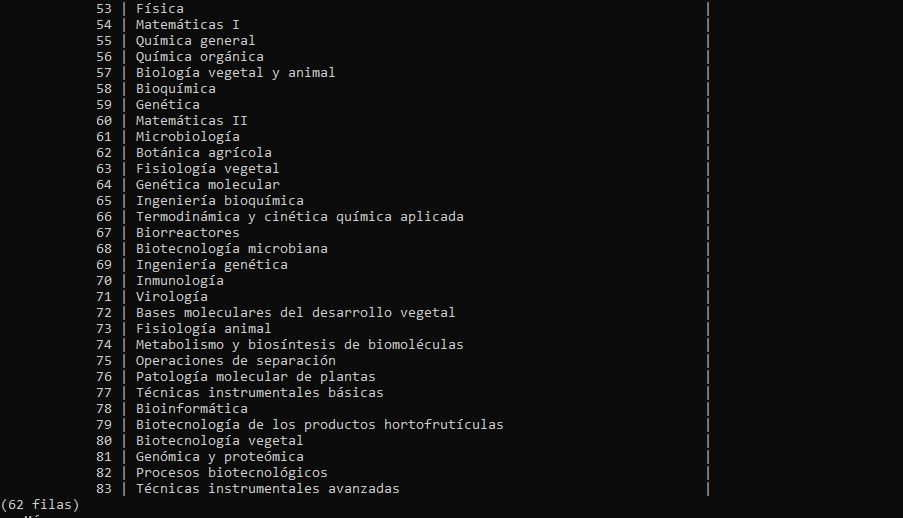 53 | Física |
54 | Matemáticas I |
55 | Química general |
56 | Química orgánica |
57 | Biología vegetal y animal |
58 | Bioquímica |
59 | Genética |
60 | Matemáticas II |
61 | Microbiología |
62 | Botánica agrícola |
63 | Fisiología vegetal |
64 | Genética molecular |
65 | Ingeniería bioquímica |
66 | Termodinámica y cinética química aplicada |
67 | Biorreactores |
68 | Biotecnología microbiana |
69 | Ingeniería genética |
70 | Inmunología |
71 | Virología |
72 | Bases moleculares del desarrollo vegetal |
73 | Fisiología animal |
74 | Metabolismo y biosíntesis de biomoléculas |
75 | Operaciones de separación |
76 | Patología molecular de plantas |
77 | Técnicas instrumentales básicas |
78 | Bioinformática |
79 | Biotecnología de los productos hortofrutículas |
80 | Biotecnología vegetal |
81 | Genómica y proteómica |
82 | Procesos biotecnológicos |
83 | Técnicas instrumentales avanzadas |
(62 filas)